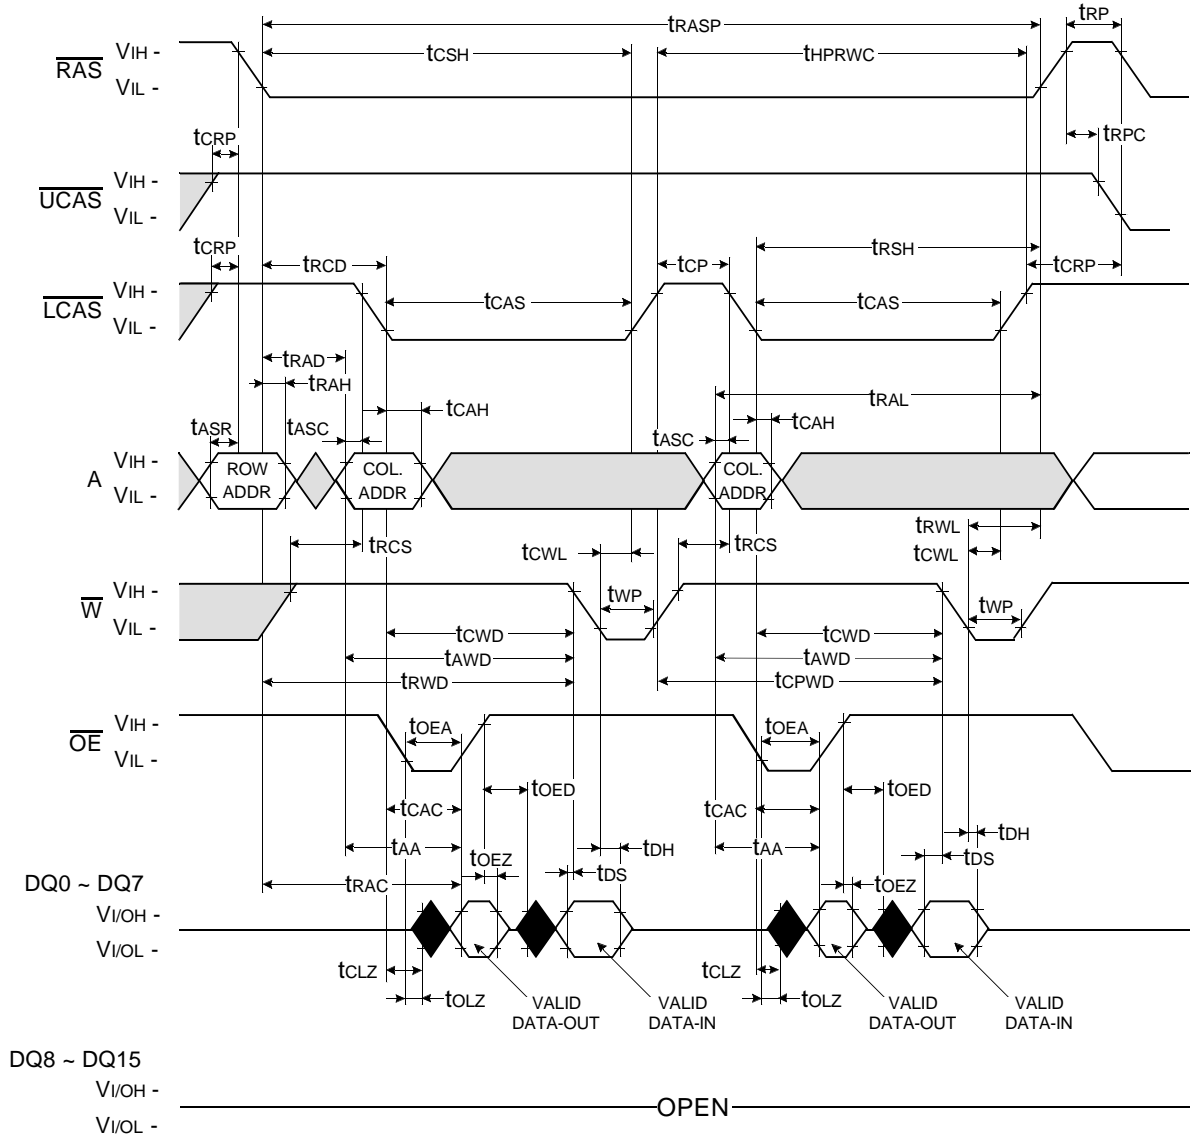 tRASP
tRP
RAS
VIH -
VIL -
tCSH
tHPRWC
tCRP
tRPC
UCAS
VIH -
VIL -
tCRP
tRCD
tCP
tRSH
tCRP
LCAS
VIH -
VIL -
tCAS
tCAS
tRAD
tRAH
tCAH
tRAL
tCAH
tASR
tASC
tASC
A
VIH -
VIL -
ROW
ADDR
COL.
ADDR
COL.
ADDR
tRCS
tCWL
tRCS
tRWL
tCWL
W
VIH -
VIL -
tWP
tWP
tCWD
tCWD
tAWD
tAWD
tRWD
tCPWD
OE
VIH -
VIL -
tOEA
tOEA
tOED
tOED
tCAC
tCAC
tAA
tOEZ
tDH
tAA
tDH
tDS
tDS
tRAC
tOEZ
DQ0 ~ DQ7
VI/OH -
VI/OL -
tCLZ
tOLZ
VALID
DATA-OUT
VALID
DATA-IN
tCLZ
tOLZ
VALID
DATA-OUT
VALID
DATA-IN
DQ8 ~ DQ15
VI/OH -
OPEN
VI/OL -